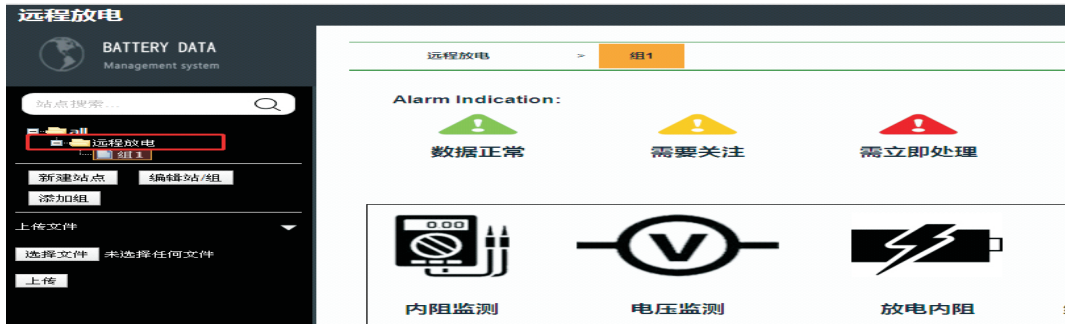 远程放电
BATTERY DATA
Management system
站点搜索...
all
远程放电
组1
新建站点 编辑站/组
添加组
上传文件
选择文件 未选择任何文件
上传
远程放电 > 组1
Alarm Indication:
数据正常 需要关注 需立即处理
000
V
内阻监测 电压监测 放电内阻